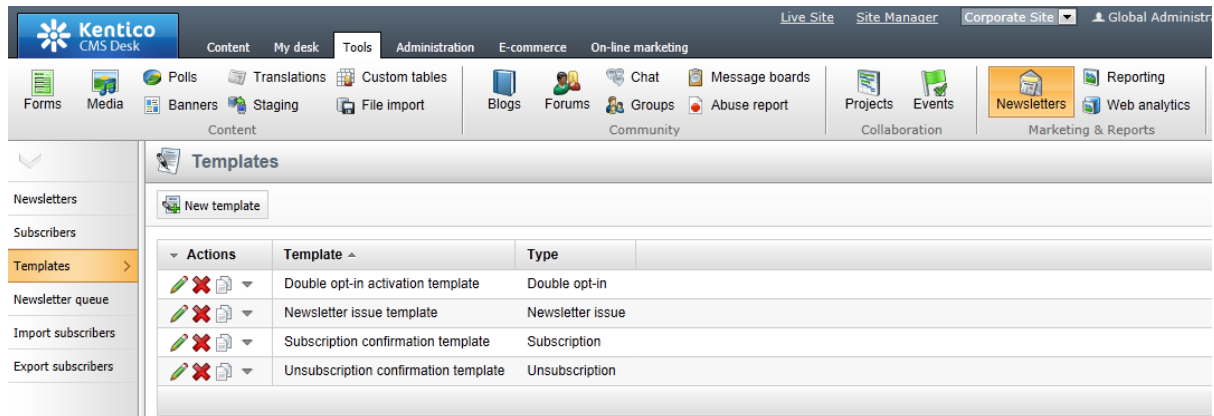 Live Site Site Manager Corporate Site Global Administra
Kentico
CMS Desk
Content My desk Tools Administration E-commerce On-line marketing
Polls Translations Custom tables Chat Message boards Reporting
Forms Media Banners Staging File import Blogs Forums Groups Abuse report Projects Events Newsletters Web analytics
Content Community Collaboration Marketing & Reports
Templates
Newsletters
New template
Subscribers
Actions Template Type
Templates
Double opt-in activation template Double opt-in
Newsletter queue
Newsletter issue template Newsletter issue
Import subscribers
Subscription confirmation template Subscription
Export subscribers
Unsubscription confirmation template Unsubscription